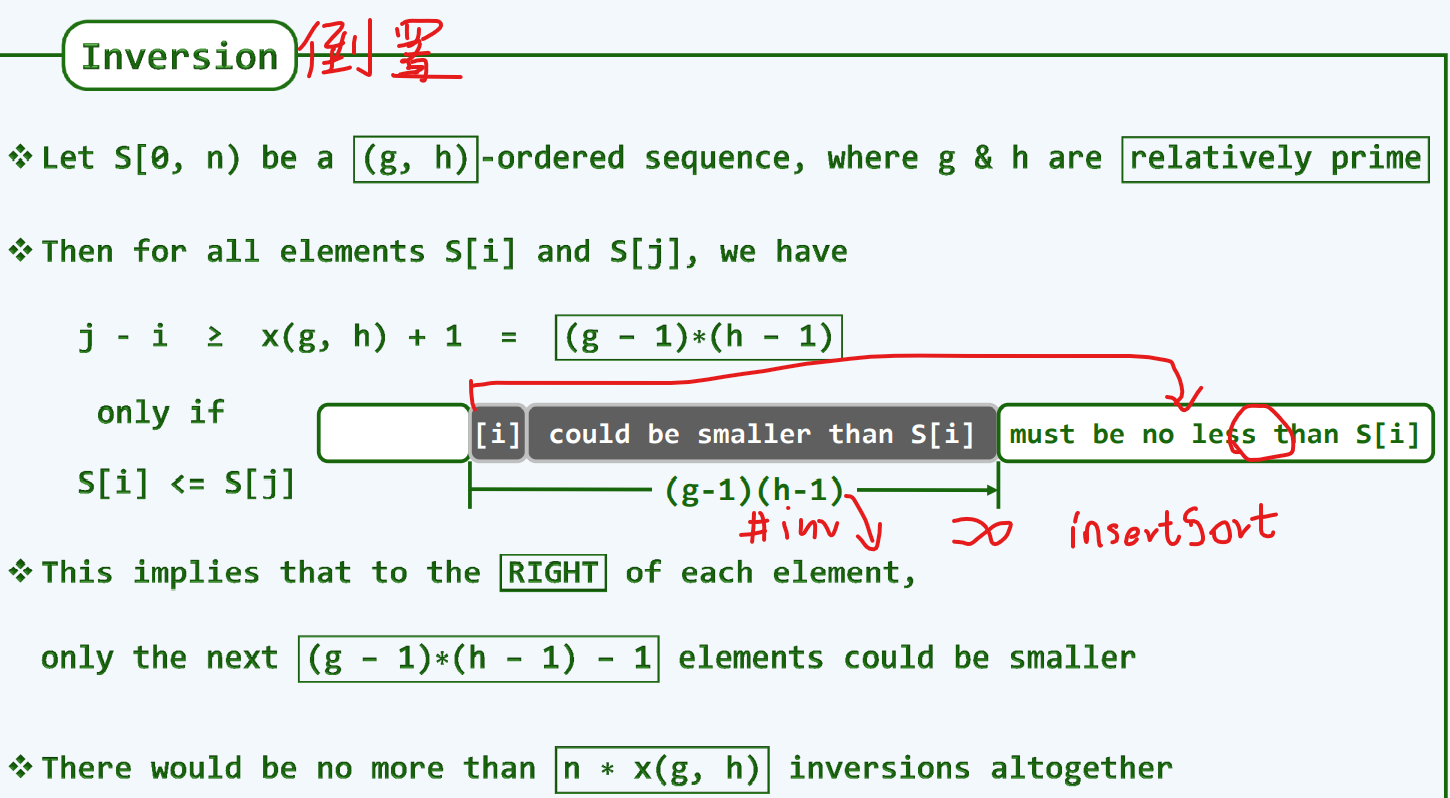 Inversion 倒置
❖ Let S[0, n) be a (g, h)-ordered sequence, where g & h are relatively prime
❖ Then for all elements S[i] and S[j], we have
j - i ≥ x(g, h) + 1 = (g – 1)*(h – 1)
only if
[i] could be smaller than S[i] must be no less than S[i]
S[i] <= S[j]
(g-1)(h-1)
#inv ↘ ∝ insertSort
❖ This implies that to the RIGHT of each element,
only the next (g – 1)*(h – 1) – 1 elements could be smaller
❖ There would be no more than n * x(g, h) inversions altogether